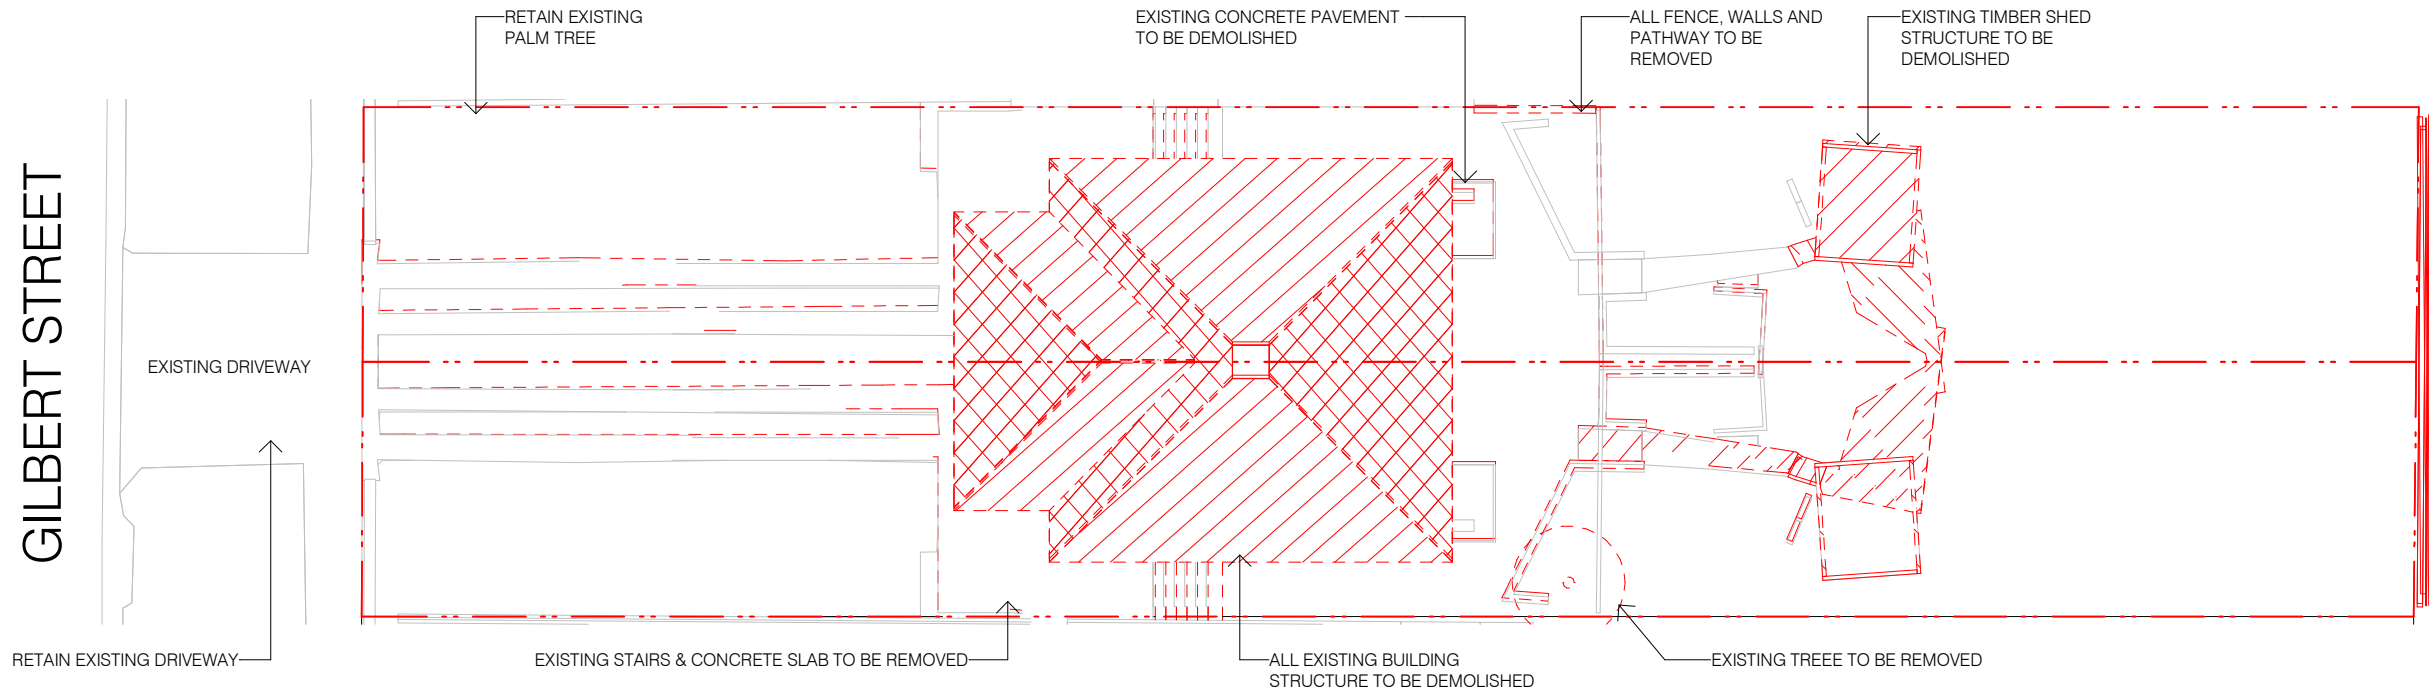 RETAIN EXISTING
PALM TREE
EXISTING CONCRETE PAVEMENT
TO BE DEMOLISHED
ALL FENCE, WALLS AND
PATHWAY TO BE
REMOVED
EXISTING TIMBER SHED
STRUCTURE TO BE
DEMOLISHED
GILBERT STREET
EXISTING DRIVEWAY
RETAIN EXISTING DRIVEWAY
EXISTING STAIRS & CONCRETE SLAB TO BE REMOVED
ALL EXISTING BUILDING
STRUCTURE TO BE DEMOLISHED
EXISTING TREEE TO BE REMOVED